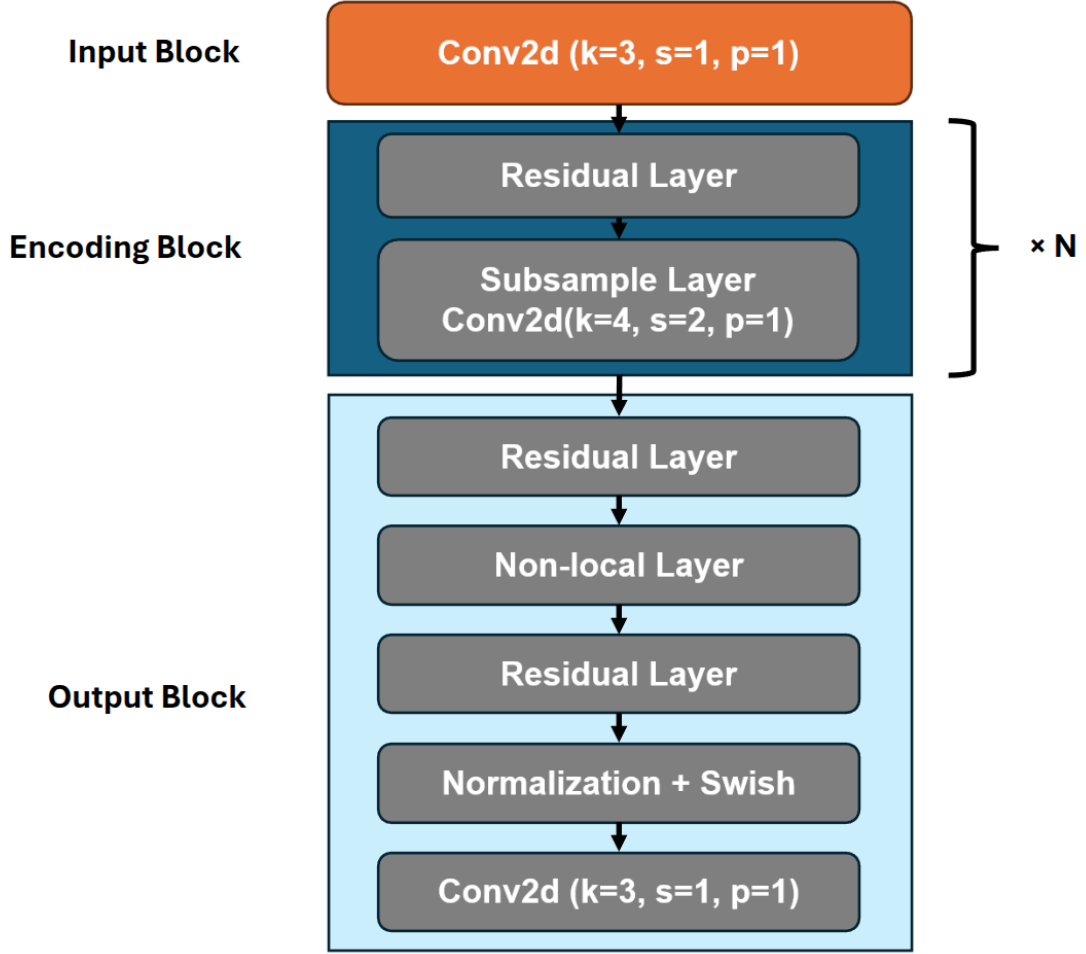 Input Block
Conv2d (k=3, s=1, p=1)
Encoding Block
Residual Layer
Subsample Layer
Conv2d(k=4, s=2, p=1)
× N
Output Block
Residual Layer
Non-local Layer
Residual Layer
Normalization + Swish
Conv2d (k=3, s=1, p=1)